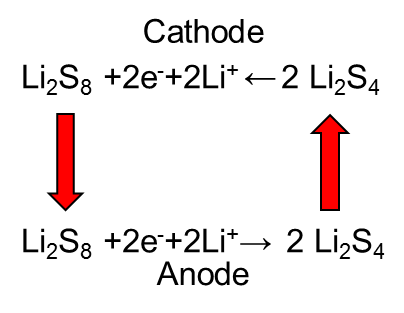 Cathode
Li₂S₈ +2e⁻+2Li⁺←2 Li₂S₄
Li₂S₈ +2e⁻+2Li⁺→ 2 Li₂S₄
Anode